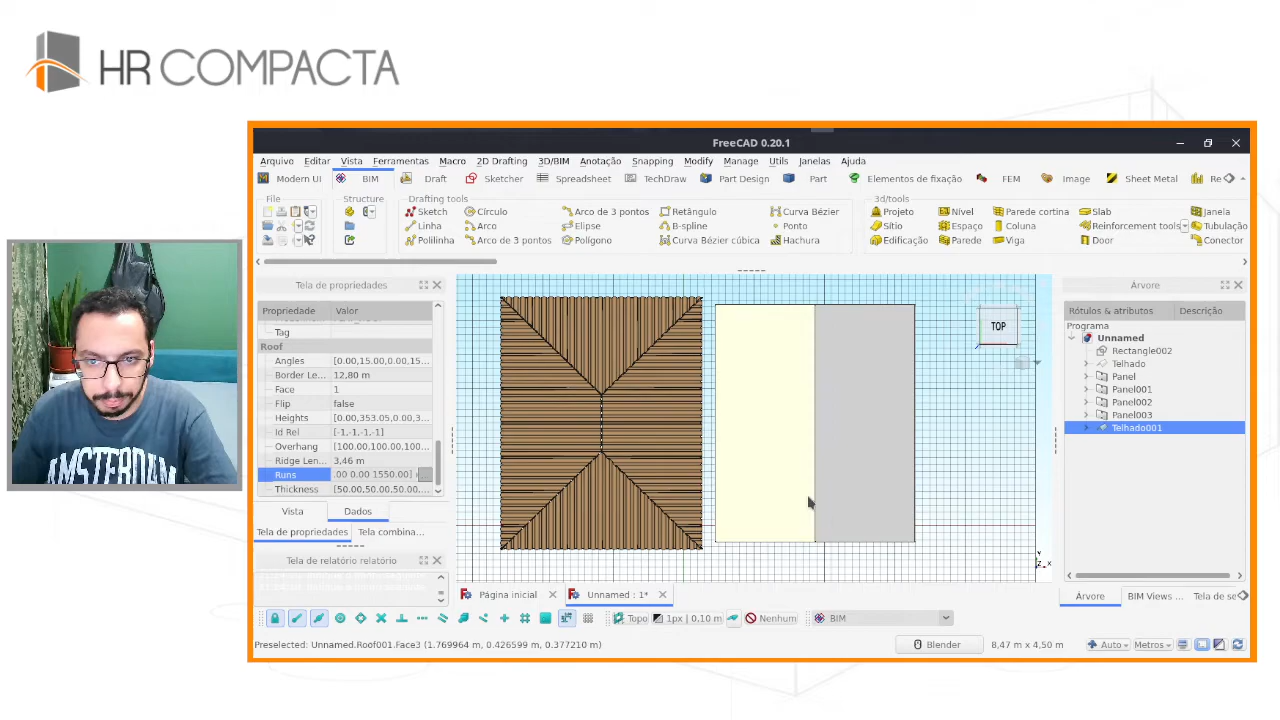 HR COMPACTA
FreeCAD 0.20.1
Arquivo Editar Vista Ferramentas Macro 2D Drafting 3D/BIM Anotação Snapping Modify Manage Utils Janelas Ajuda
Modern UI BIM Draft Sketcher Spreadsheet TechDraw Part Design Part Elementos de fixação FEM Image Sheet Metal Re
File Structure Drafting tools 3d/tools
Sketch Círculo Arco de 3 pontos Retângulo Curva Bézier Projeto Nível Parede cortina Slab Janela
Linha Arco Elipse B-spline Ponto Sítio Espaço Coluna Reinforcement tools Tubulação
Polilinha Arco de 3 pontos Polígono Curva Bézier cúbica Hachura Edificação Parede Viga Door Conector
Tela de propriedades
Propriedade Valor
Tag
Roof
Angles [0.00,15.00,0.00,15...
Border Le... 12,80 m
Face 1
Flip false
Heights [0.00,353.05,0.00,3...
Id Rel [-1,-1,-1,-1]
Overhang [100.00,100.00,100...
Ridge Len... 3,46 m
Runs .00 0.00 1550.00]
Thickness [50.00,50.00,50.00...
Vista Dados
Tela de propriedades Tela combina...
Tela de relatório relatório
TOP
Árvore
Rótulos & atributos Descrição
Programa
Unnamed
Rectangle002
Telhado
Panel
Panel001
Panel002
Panel003
Telhado001
Árvore BIM Views ... Tela de se
Página inicial Unnamed : 1*
Topo 1px | 0.10 m Nenhum BIM
Preselected: Unnamed.Roof001.Face3 (1.769964 m, 0.426599 m, 0.377210 m) Blender 8,47 m x 4,50 m Auto Metros
AMSTERDAM